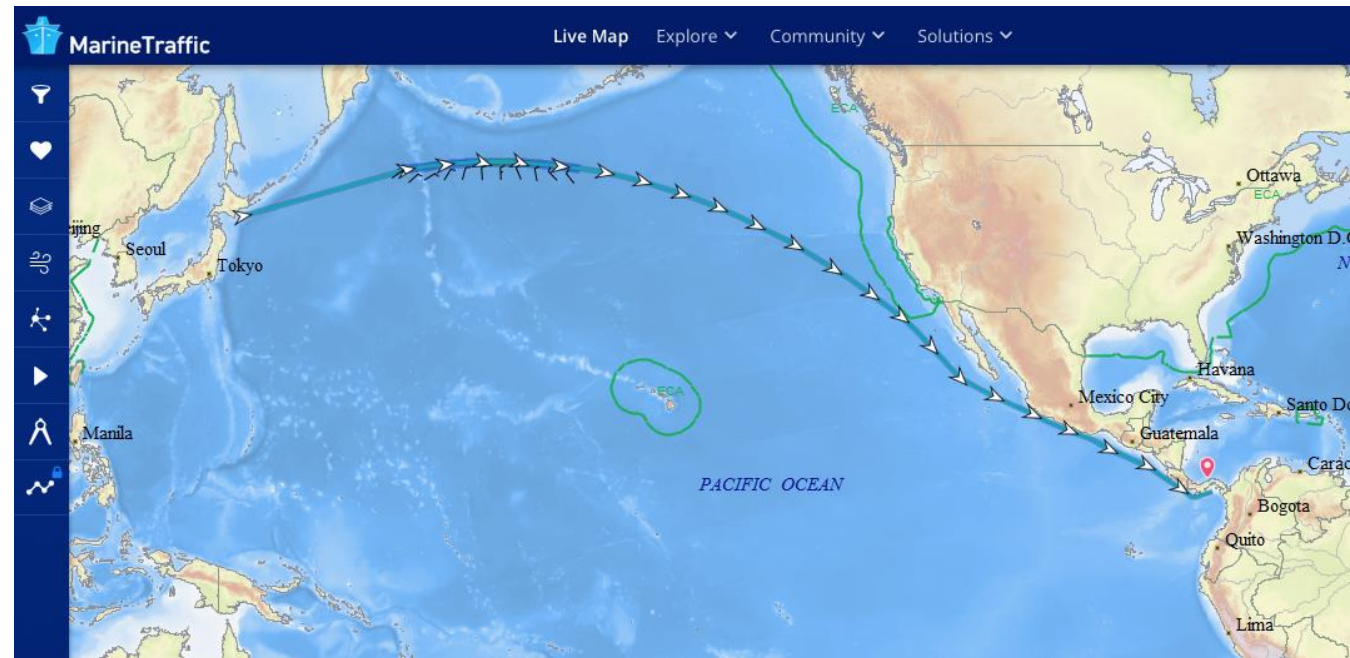 MarineTraffic
Live Map Explore Community Solutions
ECA
Ottawa
ECA
Washington D.C
N
eijing
Seoul
Tokyo
Havana
ECA
Mexico City
Santo Do
Manila
Guatemala
Carac
PACIFIC OCEAN
Bogota
Quito
Lima